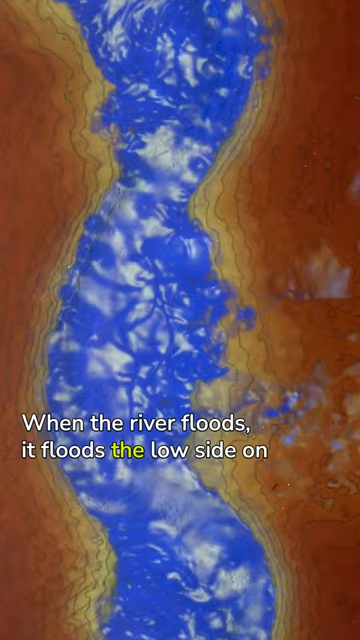 When the river floods,
it floods the low side on